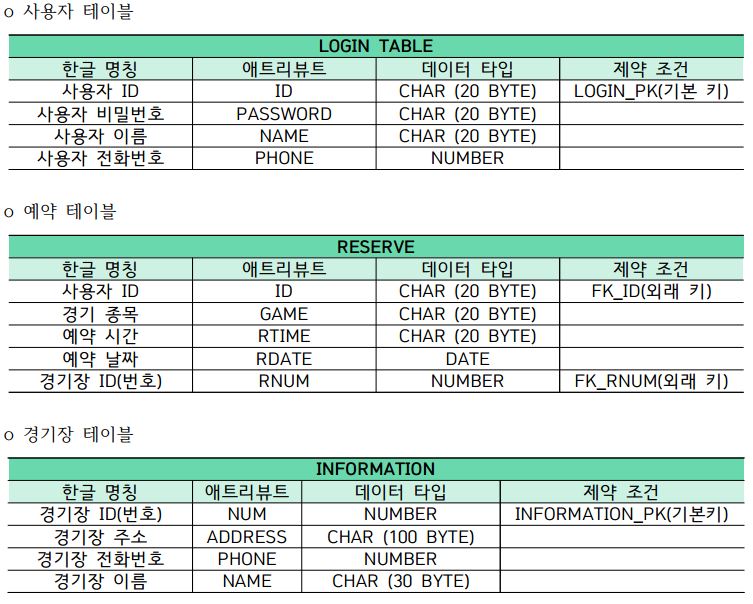 o 사용자 테이블
LOGIN TABLE
한글 명칭 애트리뷰트 데이터 타입 제약 조건
사용자 ID ID CHAR (20 BYTE) LOGIN_PK(기본 키)
사용자 비밀번호 PASSWORD CHAR (20 BYTE)
사용자 이름 NAME CHAR (20 BYTE)
사용자 전화번호 PHONE NUMBER
o 예약 테이블
RESERVE
한글 명칭 애트리뷰트 데이터 타입 제약 조건
사용자 ID ID CHAR (20 BYTE) FK_ID(외래 키)
경기 종목 GAME CHAR (20 BYTE)
예약 시간 RTIME CHAR (20 BYTE)
예약 날짜 RDATE DATE
경기장 ID(번호) RNUM NUMBER FK_RNUM(외래 키)
o 경기장 테이블
INFORMATION
한글 명칭 애트리뷰트 데이터 타입 제약 조건
경기장 ID(번호) NUM NUMBER INFORMATION_PK(기본키)
경기장 주소 ADDRESS CHAR (100 BYTE)
경기장 전화번호 PHONE NUMBER
경기장 이름 NAME CHAR (30 BYTE)